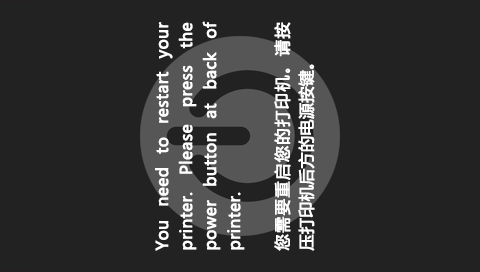 You need to restart your
printer. Please press the
power button at back of
printer.
您需要重启您的打印机。请按
压打印机后方的电源按键。